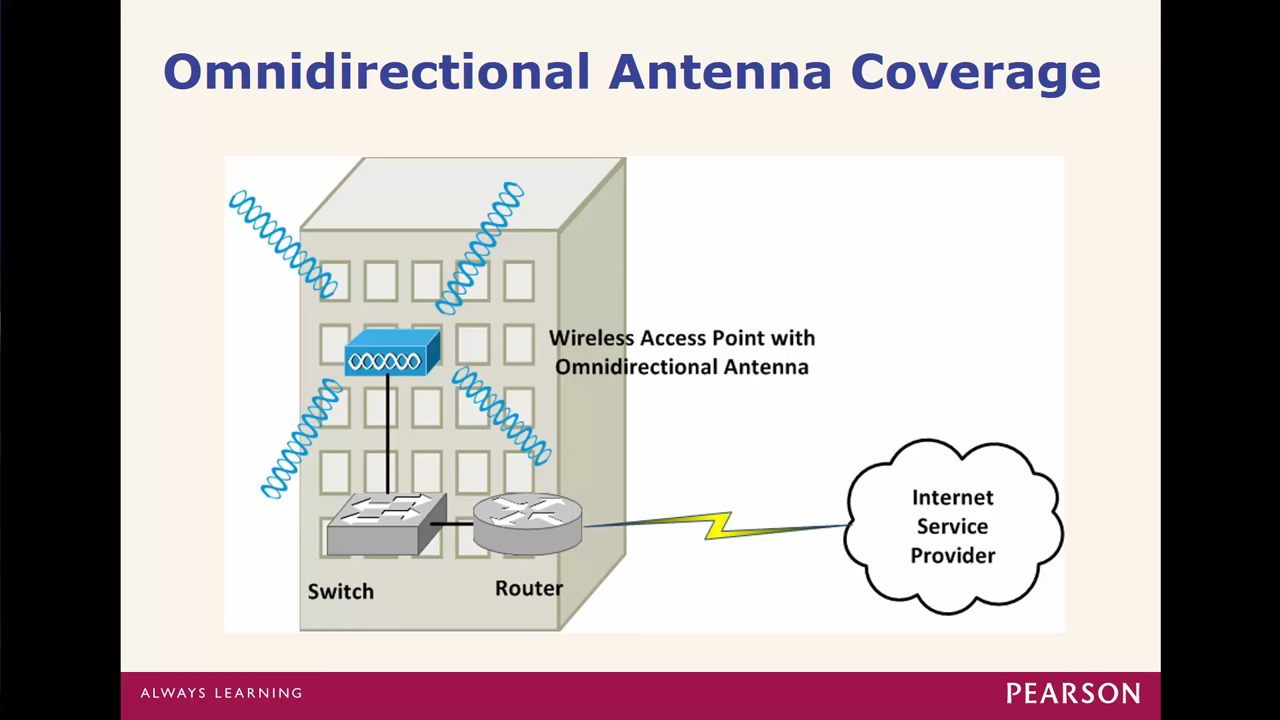 Omnidirectional Antenna Coverage
Wireless Access Point with
Omnidirectional Antenna
Internet
Service
Provider
Switch
Router
ALWAYS LEARNING
PEARSON